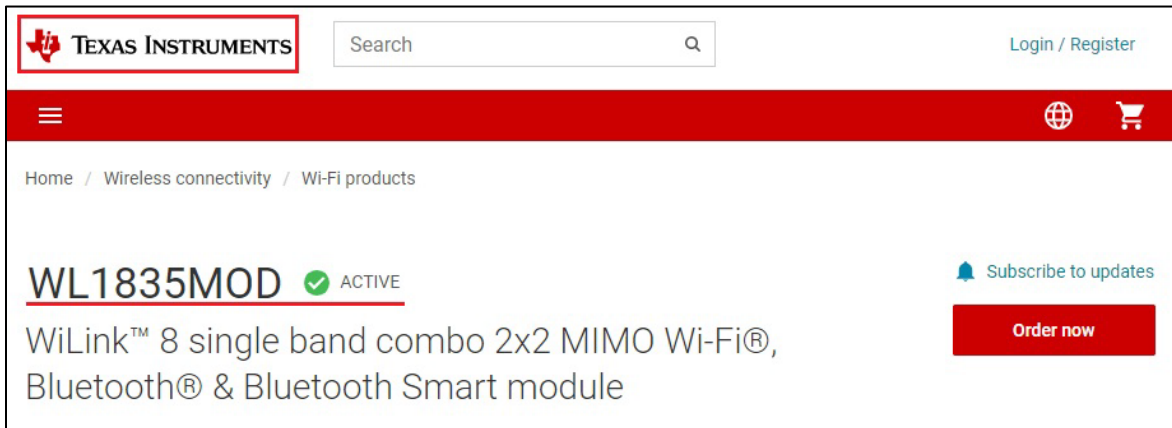 TEXAS INSTRUMENTS
Search
Login / Register
Home / Wireless connectivity / Wi-Fi products
WL1835MOD ACTIVE
Subscribe to updates
WiLink™ 8 single band combo 2x2 MIMO Wi-Fi®,
Bluetooth® & Bluetooth Smart module
Order now